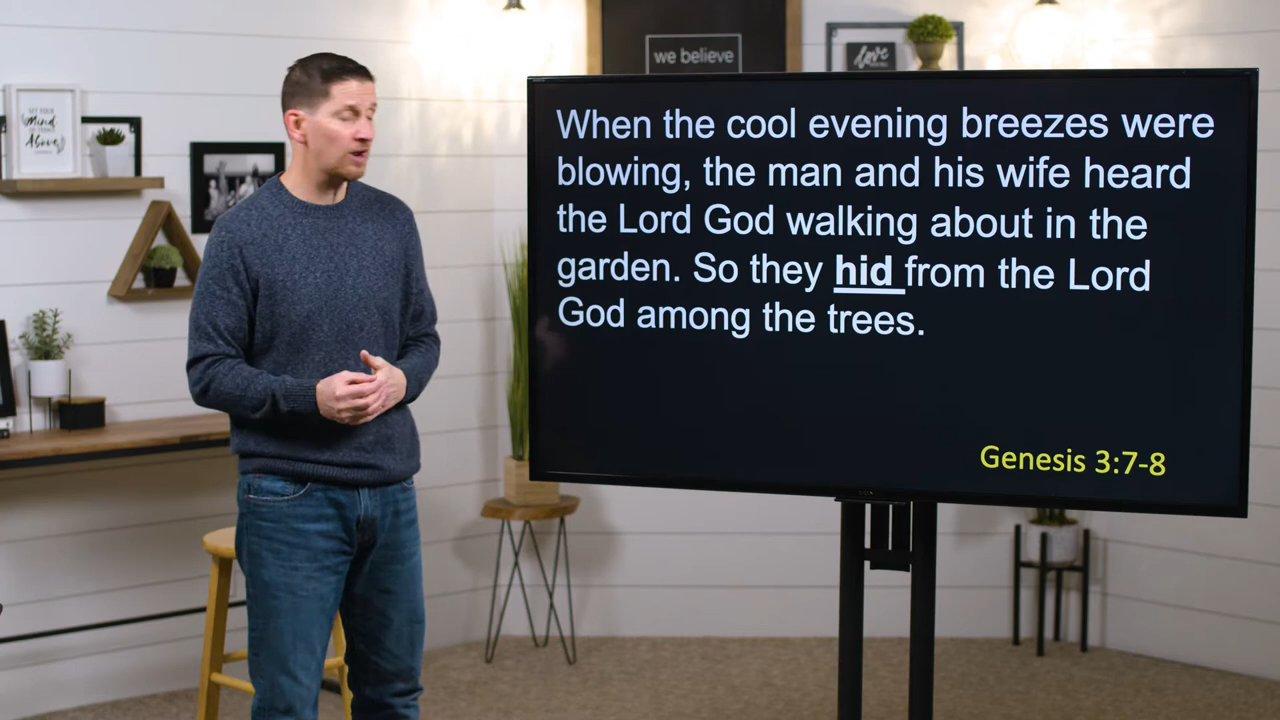 we believe
love
SET YOUR
Mind
Above
When the cool evening breezes were
blowing, the man and his wife heard
the Lord God walking about in the
garden. So they hid from the Lord
God among the trees.
Genesis 3:7-8